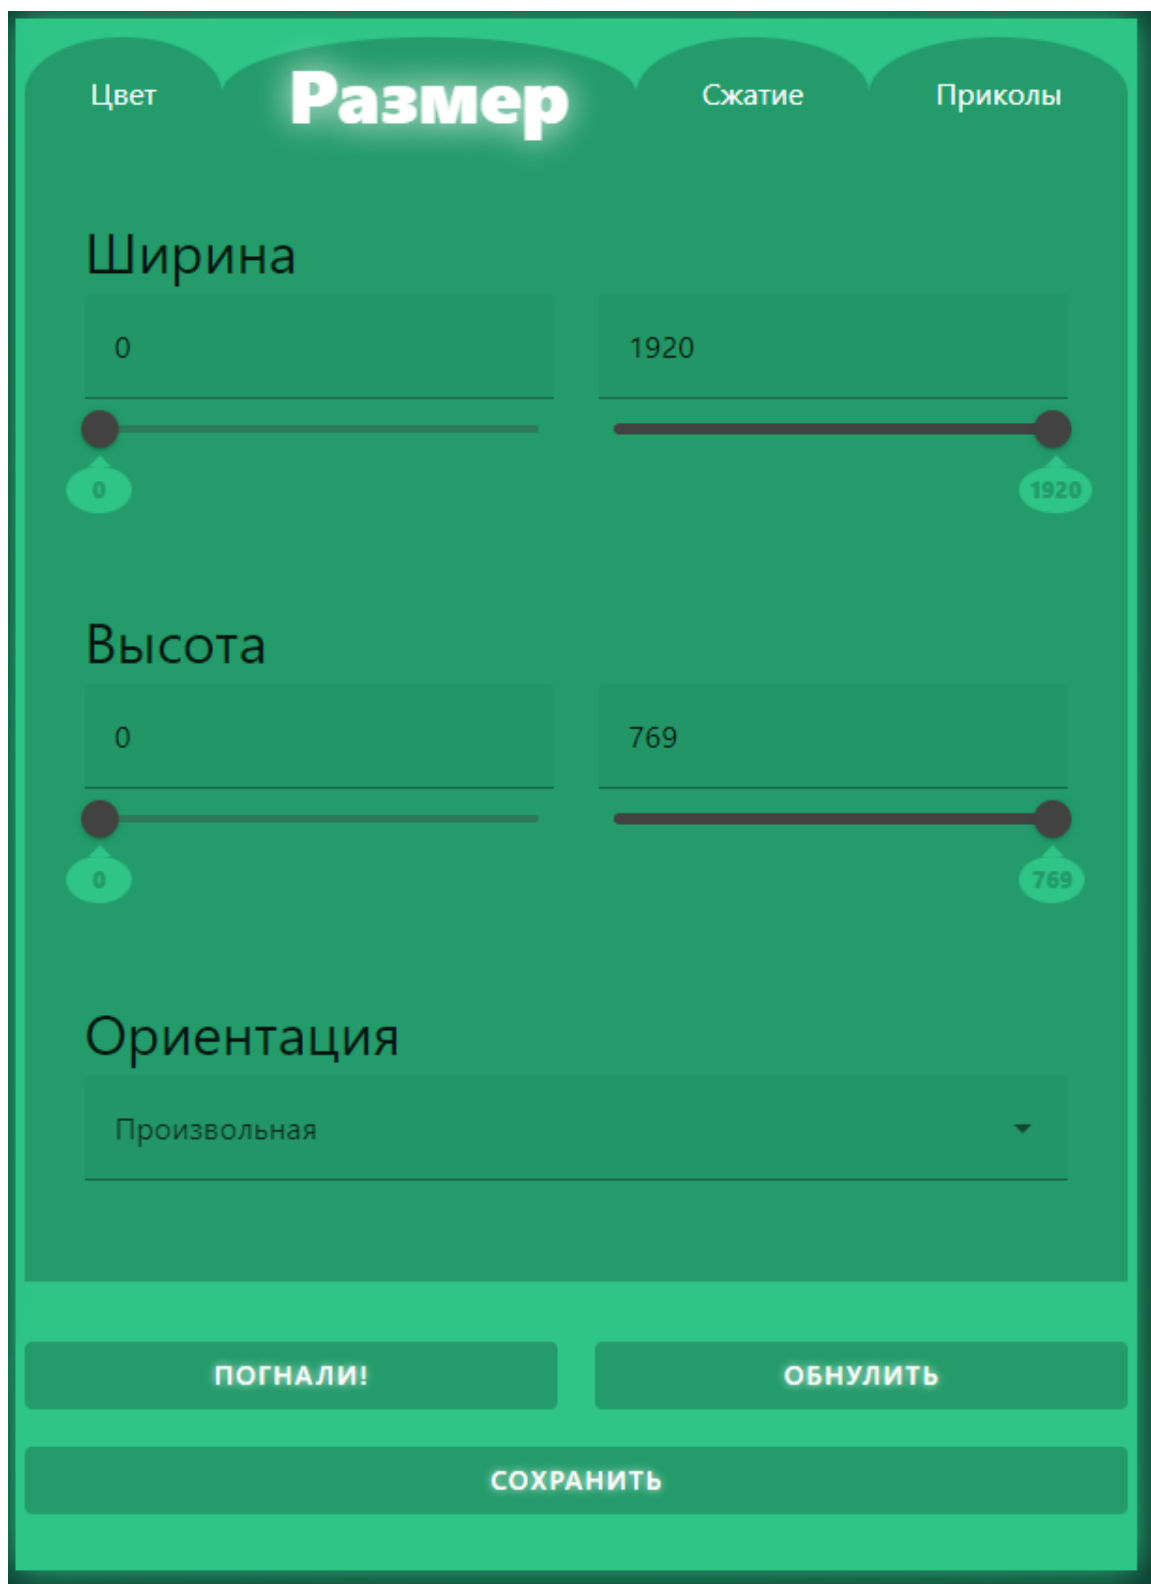 Цвет Размер Сжатие Приколы
Ширина
0 1920
0 1920
Высота
0 769
0 769
Ориентация
Произвольная
ПОГНАЛИ! ОБНУЛИТЬ
СОХРАНИТЬ